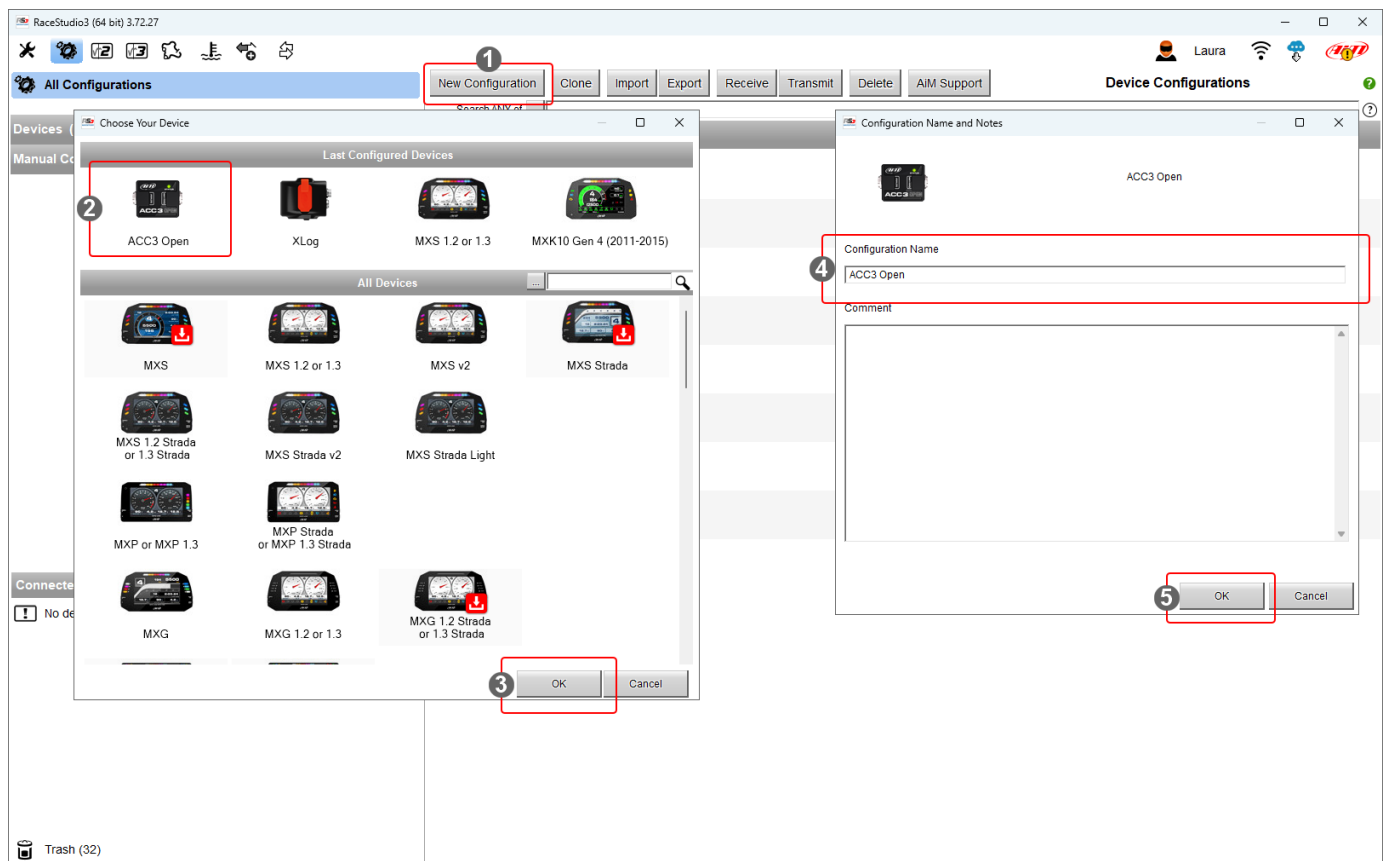 RaceStudio3 (64 bit) 3.72.27
Laura
All Configurations
1
New Configuration
Clone
Import
Export
Receive
Transmit
Delete
AiM Support
Device Configurations
Search ANY of
Devices (
Manual Co
Choose Your Device
Last Configured Devices
2
ACC3 Open
XLog
MXS 1.2 or 1.3
MXK10 Gen 4 (2011-2015)
All Devices
...
MXS
MXS 1.2 or 1.3
MXS v2
MXS Strada
MXS 1.2 Strada
or 1.3 Strada
MXS Strada v2
MXS Strada Light
MXP or MXP 1.3
MXP Strada
or MXP 1.3 Strada
MXG
MXG 1.2 or 1.3
MXG 1.2 Strada
or 1.3 Strada
3
OK
Cancel
Configuration Name and Notes
ACC3
ACC3 Open
Configuration Name
4
ACC3 Open
Comment
5
OK
Cancel
Connecte
No de
Trash (32)